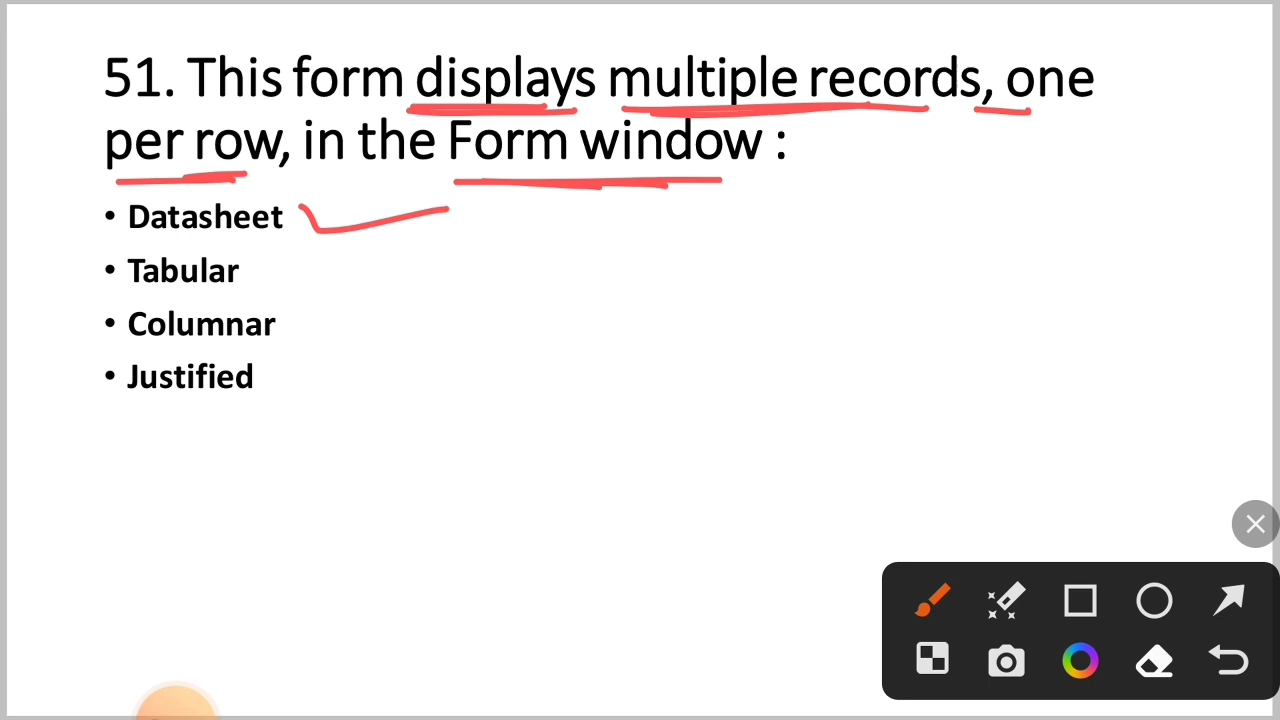 51. This form displays multiple records, one
per row, in the Form window :
• Datasheet
• Tabular
• Columnar
• Justified